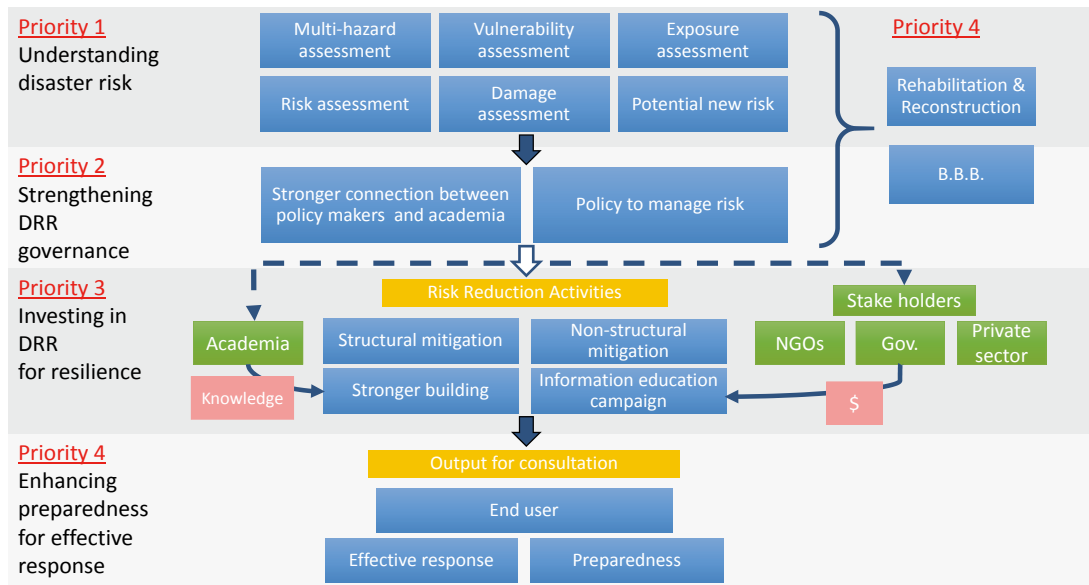 Priority 1
Understanding
disaster risk
Multi-hazard
assessment
Vulnerability
assessment
Exposure
assessment
Risk assessment
Damage
assessment
Potential new risk
Priority 4
Rehabilitation &
Reconstruction
B.B.B.
Priority 2
Strengthening
DRR
governance
Stronger connection between
policy makers and academia
Policy to manage risk
Priority 3
Investing in
DRR
for resilience
Risk Reduction Activities
Academia
Knowledge
Structural mitigation
Non-structural
mitigation
Stronger building
Information education
campaign
Stake holders
NGOs
Gov.
Private
sector
$
Priority 4
Enhancing
preparedness
for effective
response
Output for consultation
End user
Effective response
Preparedness